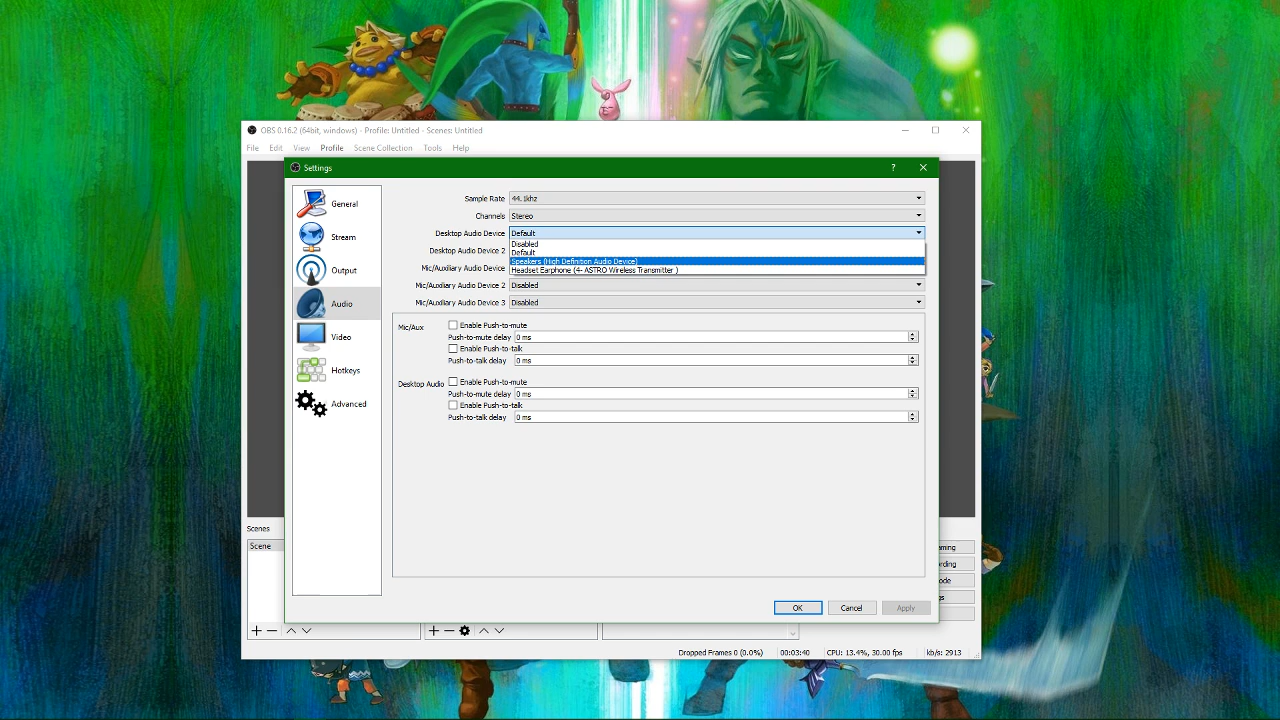 OBS 0.16.2 (64bit, windows) - Profile: Untitled - Scenes: Untitled
File Edit View Profile Scene Collection Tools Help
Settings
?
General
Stream
Output
Audio
Video
Hotkeys
Advanced
Sample Rate 44.1khz
Channels Stereo
Desktop Audio Device Default
Disabled
Default
Speakers (High Definition Audio Device)
Headset Earphone (4- ASTRO Wireless Transmitter )
Desktop Audio Device 2
Mic/Auxiliary Audio Device
Mic/Auxiliary Audio Device 2 Disabled
Mic/Auxiliary Audio Device 3 Disabled
Mic/Aux
Enable Push-to-mute
Push-to-mute delay 0 ms
Enable Push-to-talk
Push-to-talk delay 0 ms
Desktop Audio
Enable Push-to-mute
Push-to-mute delay 0 ms
Enable Push-to-talk
Push-to-talk delay 0 ms
OK Cancel Apply
Scenes
Scene
aming
rding
ode
gs
Dropped Frames 0 (0.0%) 00:03:40 CPU: 13.4%, 30.00 fps kb/s: 2913